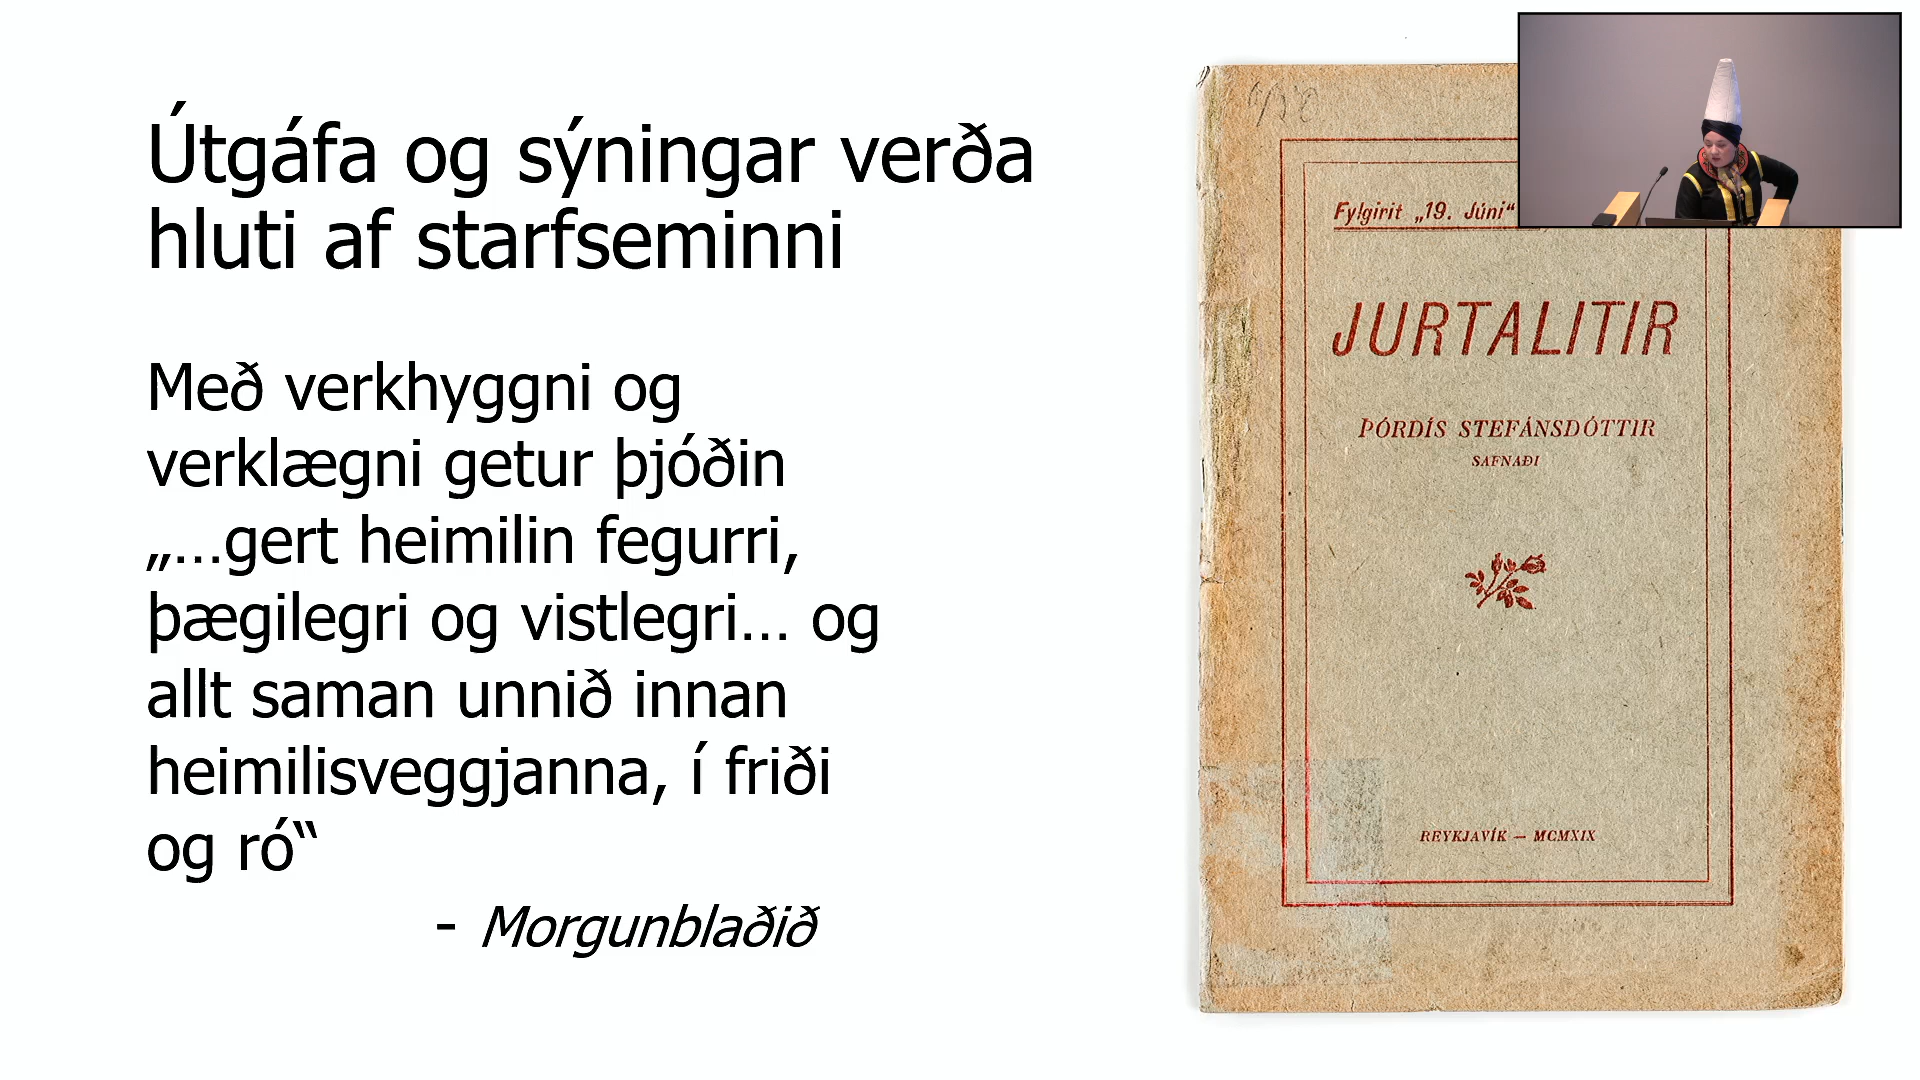 Útgáfa og sýningar verða
hluti af starfseminni
Með verkhyggni og
verklægni getur þjóðin
„…gert heimilin fegurri,
þægilegri og vistlegri… og
allt saman unnið innan
heimilisveggjanna, í friði
og ró“
- Morgunblaðið
Fylgirit „19. Júní“
JURTALITIR
ÞÓRDÍS STEFÁNSDÓTTIR
SAFNAÐI
REYKJAVÍK — MCMXIX